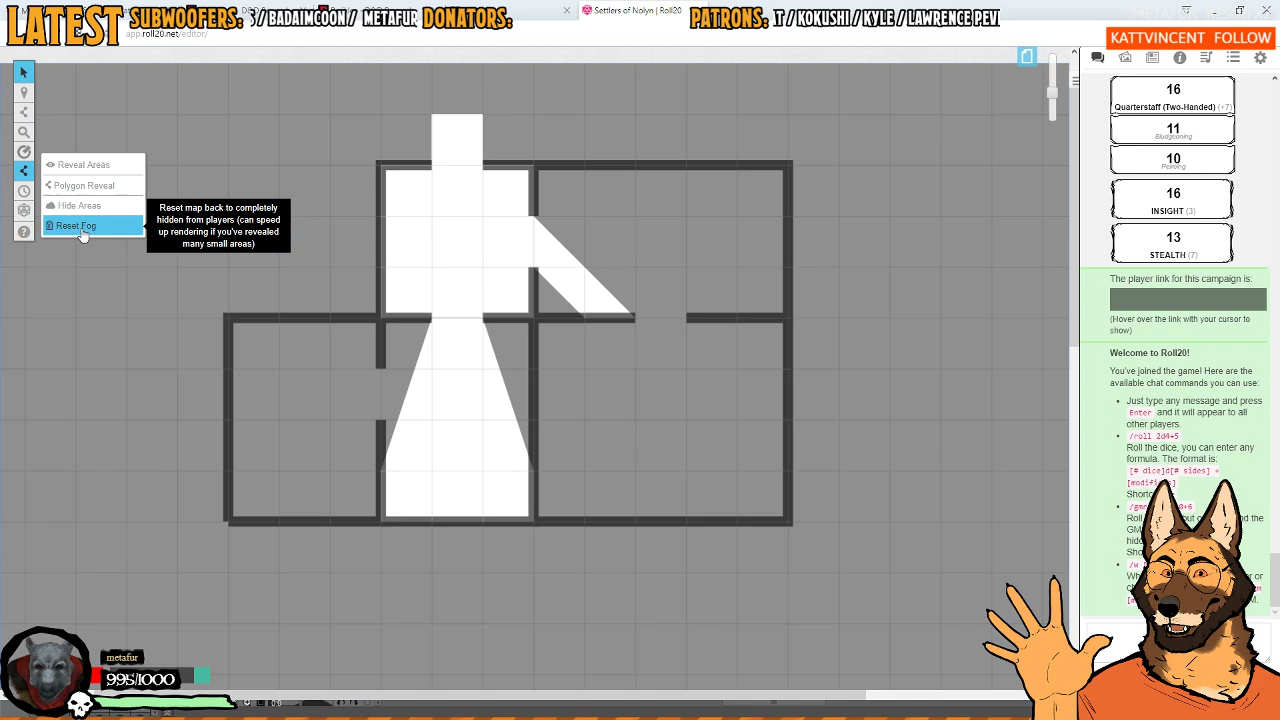 LATEST
SUBWOOFERS:
/ BADAIMCOON /  METAFUR
DONATORS:
PATRONS:
/ KOKUSHI / KYLE / LAWRENCE
KATTVINCENT FOLLOW
Settlers of Nolyn | Roll20
app.roll20.net/editor/
Reveal Areas
Polygon Reveal
Hide Areas
Reset Fog
Reset map back to completely
hidden from players (can speed
up rendering if you've revealed
many small areas)
16
Quarterstaff (Two-Handed) (+7)
11
Bludgeoning
10
Peircing
16
INSIGHT (3)
13
STEALTH (7)
The player link for this campaign is:
(Hover over the link with your cursor to
show)
Welcome to Roll20!
You've joined the game! Here are the
available chat commands you can use:
Just type any message and press
Enter and it will appear to all
other players.
/roll 2d4+5
Roll the dice, you can enter any
formula. The format is:
[# dice]d[# sides] +
metafur
995/1000